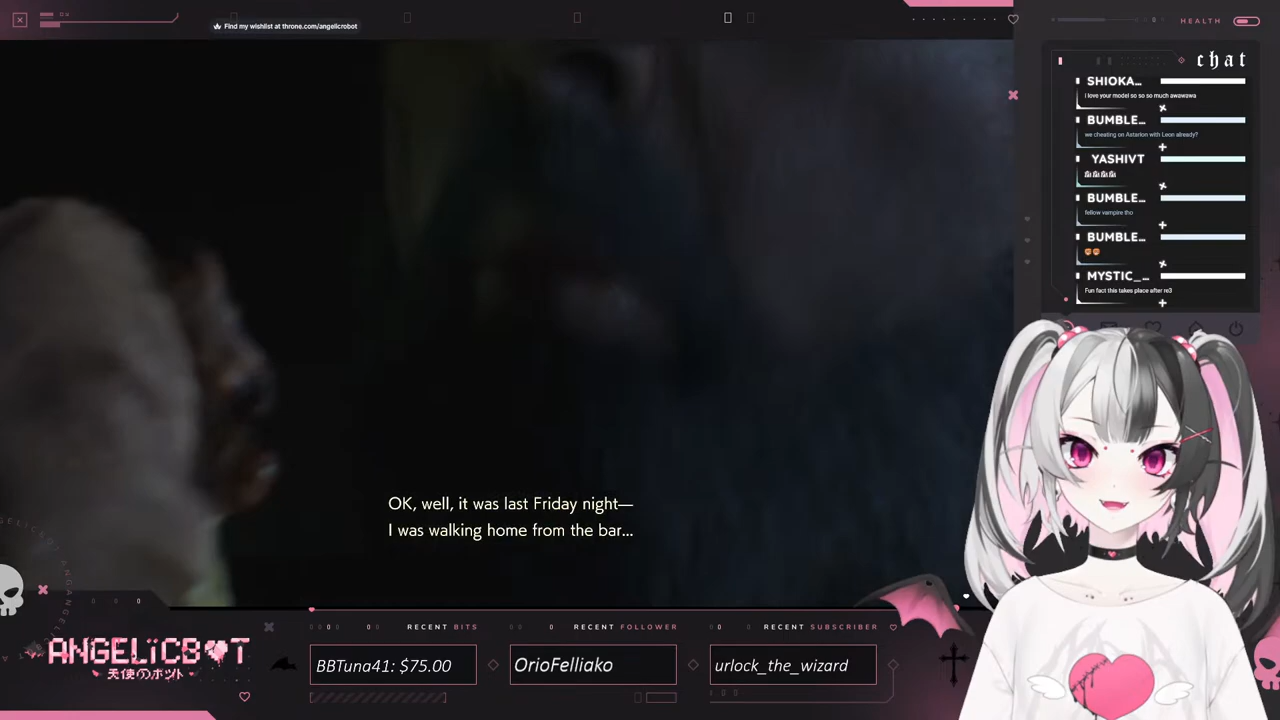 Find my wishlist at throne.com/angelicrobot
HEALTH
chat
SHIOKA...
i love your model so so so much awawawa
BUMBLE...
we cheating on Astarion with Leon already?
YASHIVT
BUMBLE...
fellow vampire tho
BUMBLE...
MYSTIC_...
Fun fact this takes place after re3
OK, well, it was last Friday night—
I was walking home from the bar...
RECENT BITS
BBTuna41: $75.00
RECENT FOLLOWER
OrioFelliako
RECENT SUBSCRIBER
urlock_the_wizard
ANGELICBOT
天使のボット